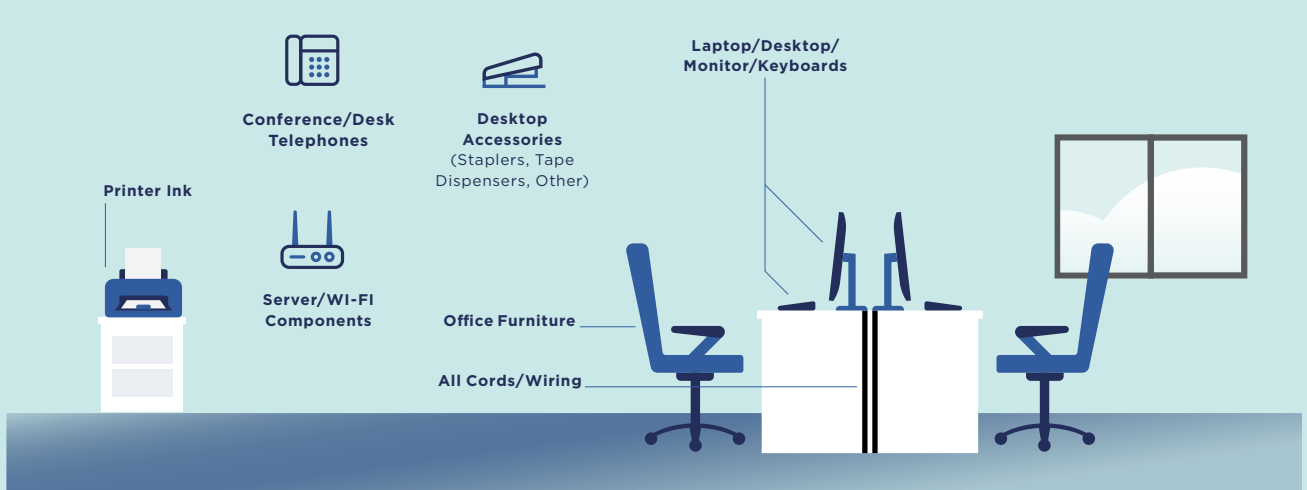 Laptop/Desktop/
Monitor/Keyboards
Conference/Desk
Telephones
Desktop
Accessories
(Staplers, Tape
Dispensers, Other)
Printer Ink
Server/WI-FI
Components
Office Furniture
All Cords/Wiring